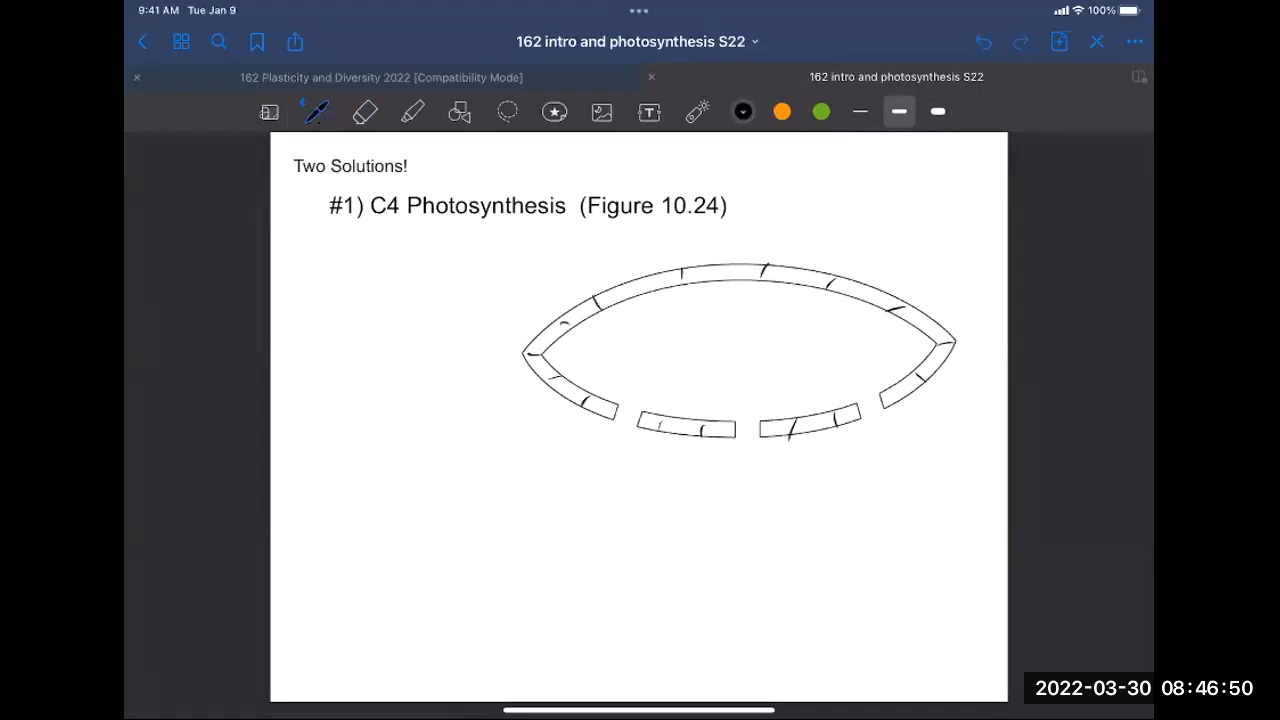 9:41 AM Tue Jan 9
100%
162 intro and photosynthesis S22
162 Plasticity and Diversity 2022 [Compatibility Mode]
162 intro and photosynthesis S22
T
Two Solutions!
#1) C4 Photosynthesis (Figure 10.24)
2022-03-30 08:46:50